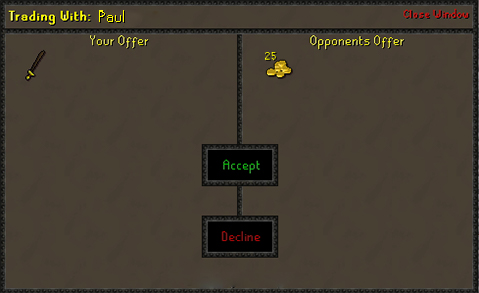 Trading With: Paul
Close Window
Your Offer
Opponents Offer
25
Accept
Decline